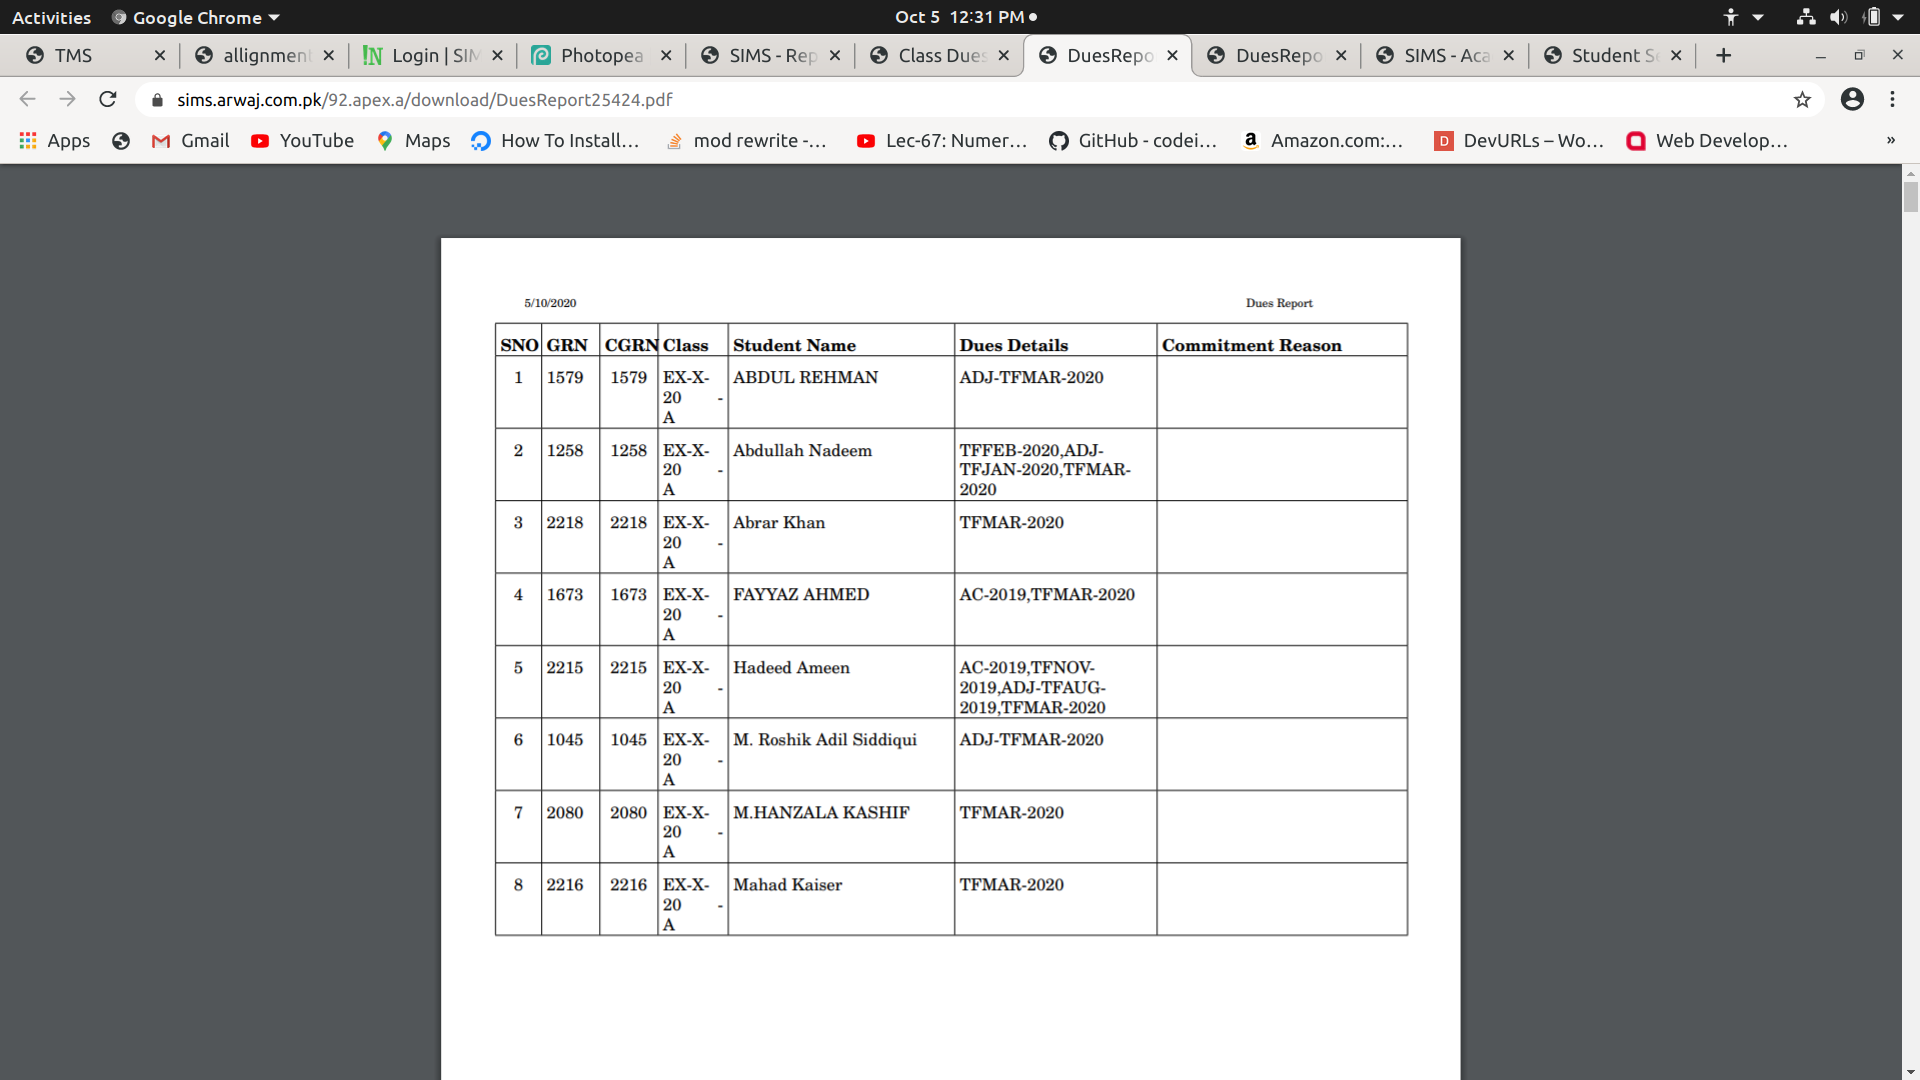 Activities Google Chrome Oct 5 12:31 PM
TMS allignmen Login | SIM Photopea SIMS - Rep Class Dues DuesRepo DuesRepo SIMS - Aca Student Se
sims.arwaj.com.pk/92.apex.a/download/DuesReport25424.pdf
Apps Gmail YouTube Maps How To Install... mod rewrite -... Lec-67: Numer... GitHub - codei... a Amazon.com:... D DevURLs – Wo... Web Develop... »
5/10/2020 Dues Report
SNO GRN CGRN Class Student Name Dues Details Commitment Reason
1 1579 1579 EX-X- ABDUL REHMAN ADJ-TFMAR-2020
20 -
A
2 1258 1258 EX-X- Abdullah Nadeem TFFEB-2020,ADJ-
20 - TFJAN-2020,TFMAR-
A 2020
3 2218 2218 EX-X- Abrar Khan TFMAR-2020
20 -
A
4 1673 1673 EX-X- FAYYAZ AHMED AC-2019,TFMAR-2020
20 -
A
5 2215 2215 EX-X- Hadeed Ameen AC-2019,TFNOV-
20 - 2019,ADJ-TFAUG-
A 2019,TFMAR-2020
6 1045 1045 EX-X- M. Roshik Adil Siddiqui ADJ-TFMAR-2020
20 -
A
7 2080 2080 EX-X- M.HANZALA KASHIF TFMAR-2020
20 -
A
8 2216 2216 EX-X- Mahad Kaiser TFMAR-2020
20 -
A